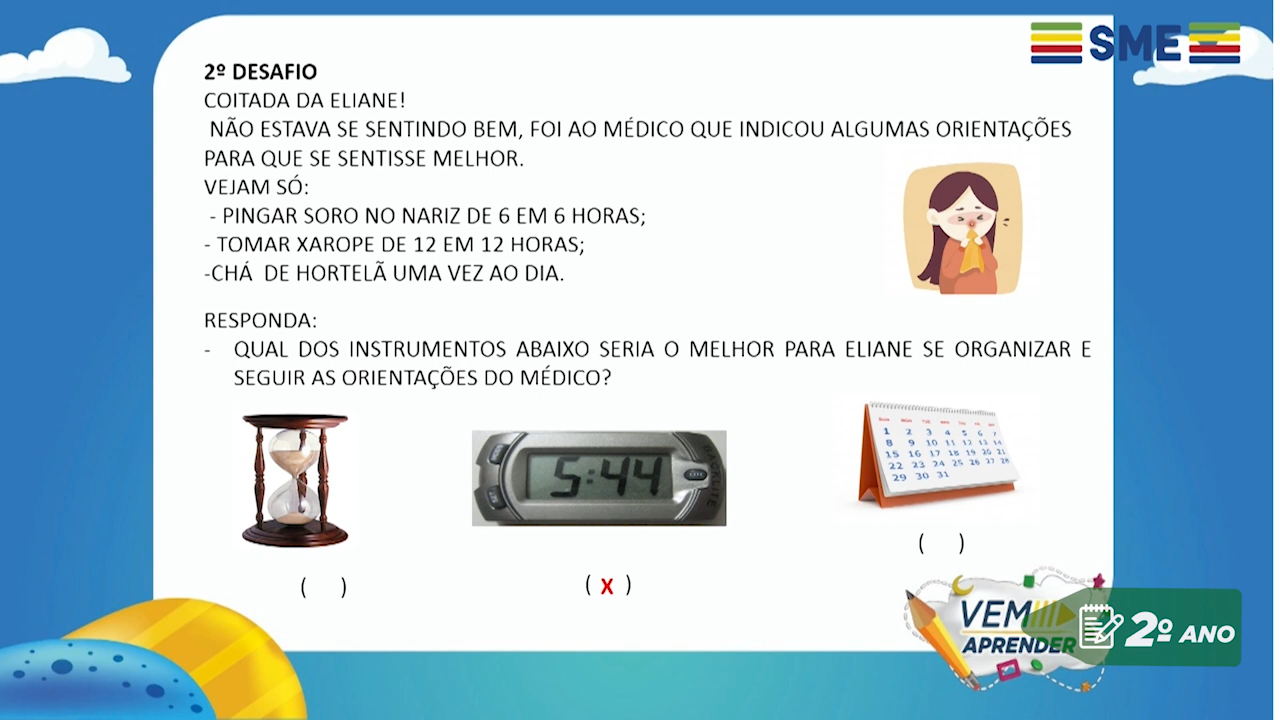 SME
2º DESAFIO
COITADA DA ELIANE!
NÃO ESTAVA SE SENTINDO BEM, FOI AO MÉDICO QUE INDICOU ALGUMAS ORIENTAÇÕES
PARA QUE SE SENTISSE MELHOR.
VEJAM SÓ:
- PINGAR SORO NO NARIZ DE 6 EM 6 HORAS;
- TOMAR XAROPE DE 12 EM 12 HORAS;
-CHÁ DE HORTELÃ UMA VEZ AO DIA.
RESPONDA:
- QUAL DOS INSTRUMENTOS ABAIXO SERIA O MELHOR PARA ELIANE SE ORGANIZAR E
SEGUIR AS ORIENTAÇÕES DO MÉDICO?
5:44
1 2 3 4 5 6 7
8 9 10 11 12 13 14
15 16 17 18 19 20 21
22 23 24 25 26 27 28
29 30 31
( ) ( X ) ( )
VEM
APRENDER
2º ANO